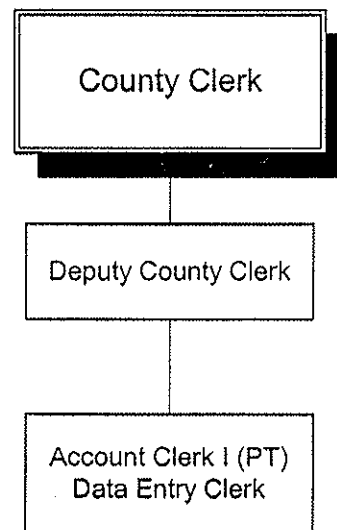 County Clerk
Deputy County Clerk
Account Clerk I (PT)
Data Entry Clerk